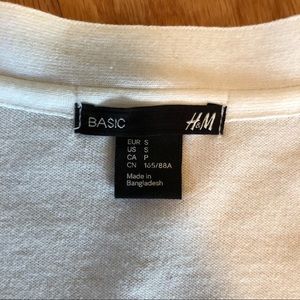 BASIC H&M
EUR S
US S
CA P
CN 165/88A
Made in
Bangladesh